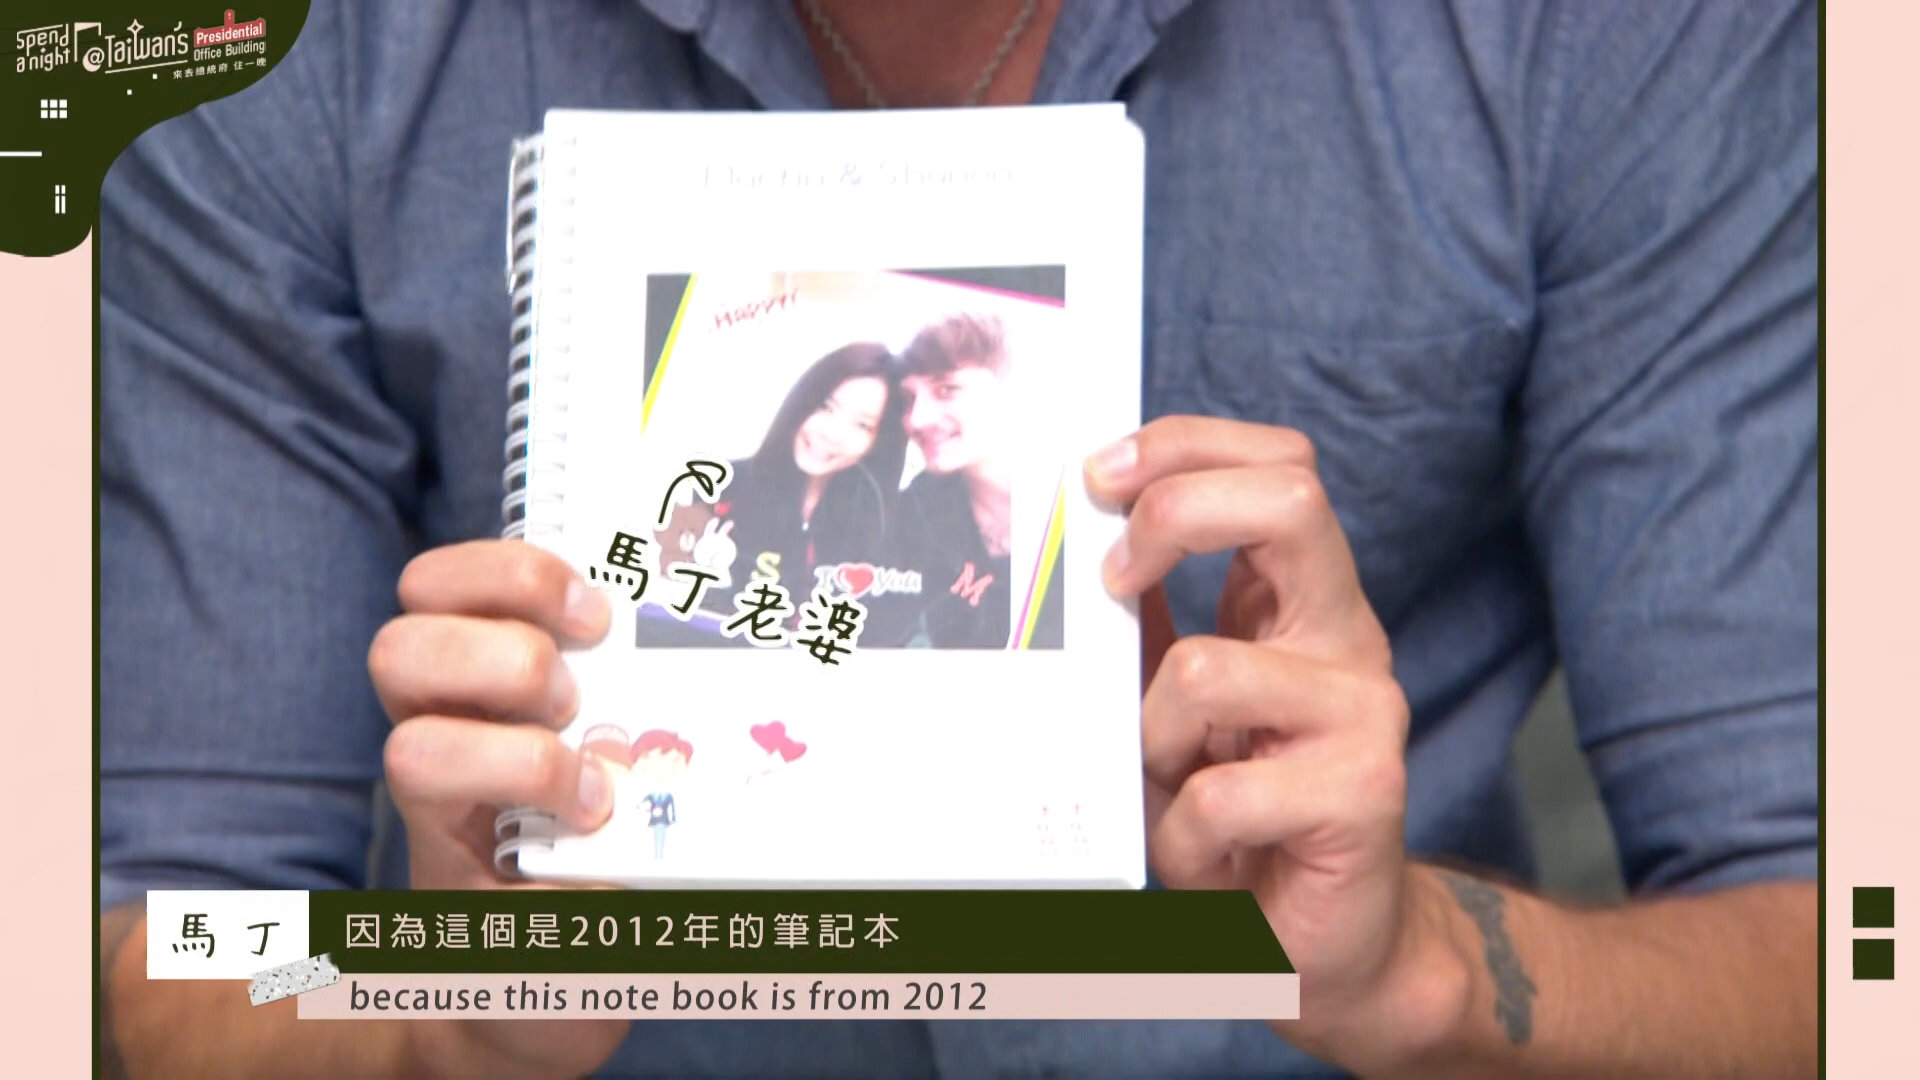 Spend a night @Taiwan's Presidential Office Building
來去總統府 住一晚
Martin & Shanon
HAPPY!
S
I You
M
馬丁老婆
馬丁
因為這個是2012年的筆記本
because this note book is from 2012